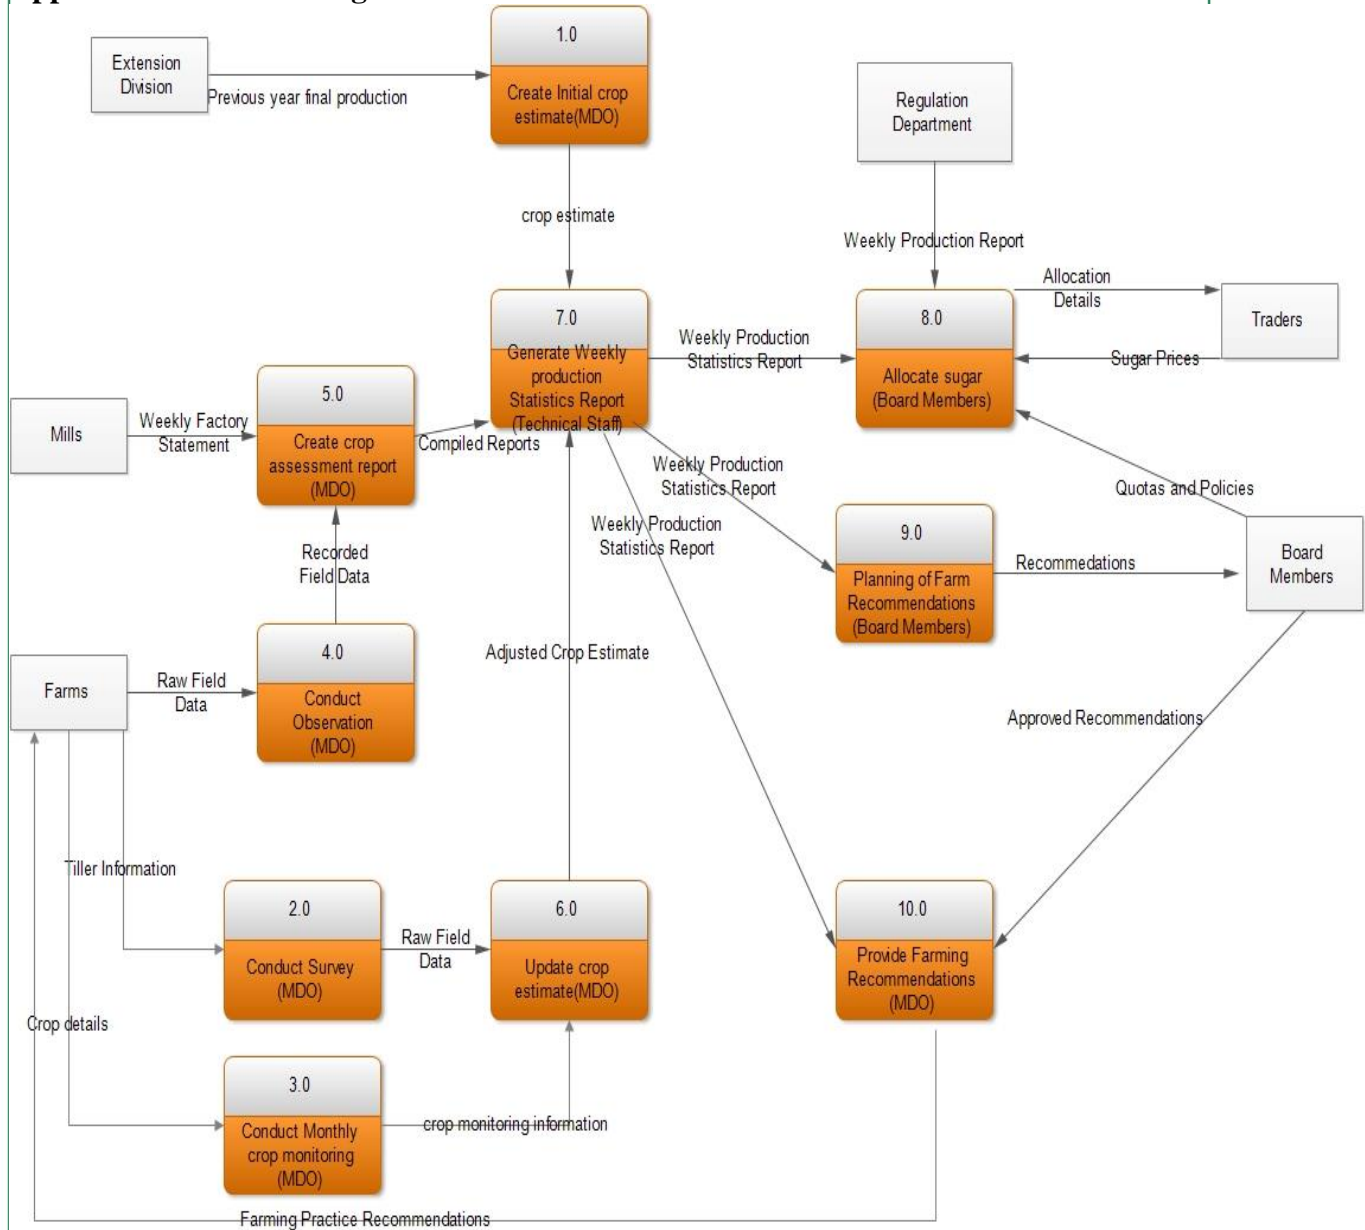 1.0
Create Initial crop
estimate(MDO)
Extension
Division
Previous year final production
Regulation
Department
crop estimate
Weekly Production Report
Allocation
Details
7.0
Generate Weekly
production
Statistics Report
(Technical Staff)
Weekly Production
Statistics Report
8.0
Allocate sugar
(Board Members)
Traders
Sugar Prices
5.0
Create crop
assessment report
(MDO)
Mills
Weekly Factory
Statement
Compiled Reports
Weekly Production
Statistics Report
Quotas and Policies
Weekly Production
Statistics Report
9.0
Planning of Farm
Recommendations
(Board Members)
Recommedations
Board
Members
Recorded
Field Data
4.0
Conduct
Observation
(MDO)
Farms
Raw Field
Data
Adjusted Crop Estimate
Approved Recommendations
Tiller Information
2.0
Conduct Survey
(MDO)
Raw Field
Data
6.0
Update crop
estimate(MDO)
10.0
Provide Farming
Recommendations
(MDO)
Crop details
3.0
Conduct Monthly
crop monitoring
(MDO)
crop monitoring information
Farming Practice Recommendations